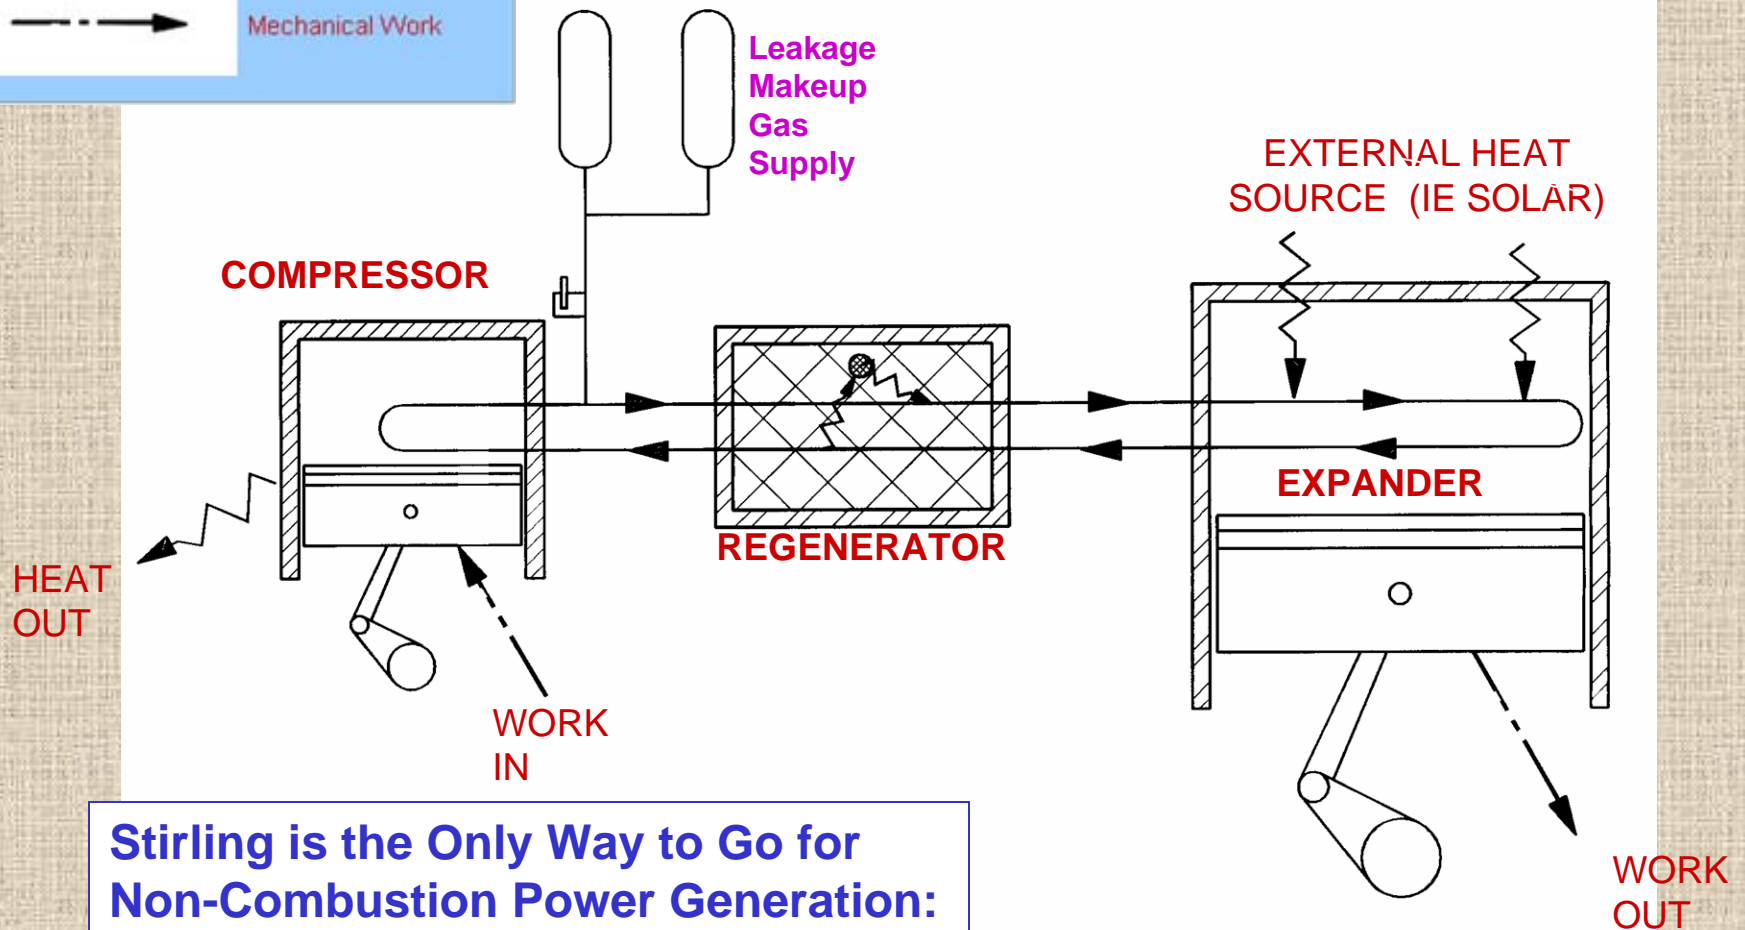 Mechanical Work
Leakage
Makeup
Gas
Supply
EXTERNAL HEAT
SOURCE (IE SOLAR)
COMPRESSOR
EXPANDER
REGENERATOR
HEAT
OUT
WORK
IN
Stirling is the Only Way to Go for
Non-Combustion Power Generation:
WORK
OUT